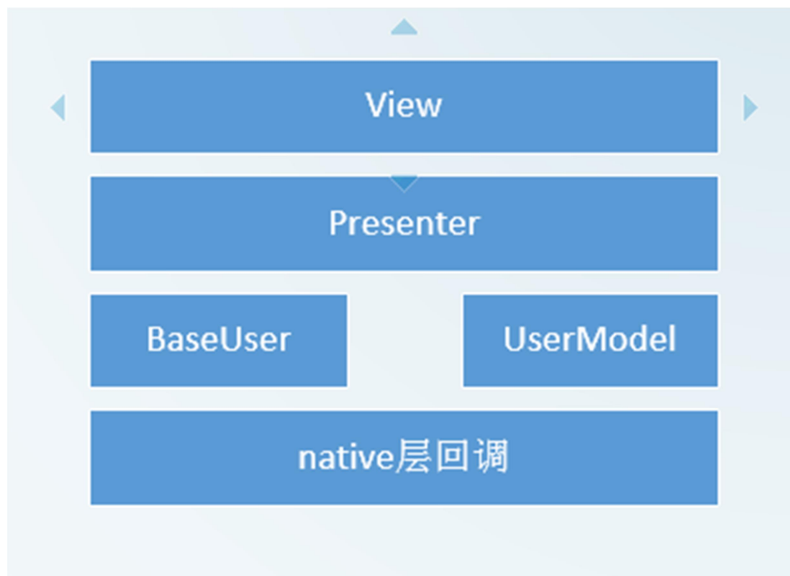 View
Presenter
BaseUser
UserModel
native层回调